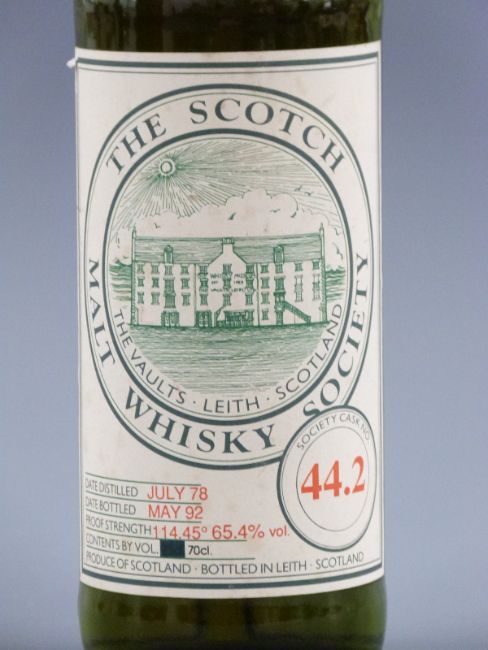 THE SCOTCH
MALT WHISKY SOCIETY
THE VAULTS · LEITH · SCOTLAND
SOCIETY CASK NO
44.2
DATE DISTILLED JULY 78
DATE BOTTLED MAY 92
PROOF STRENGTH 114.45° 65.4% vol.
CONTENTS BY VOL. 70cl.
PRODUCE OF SCOTLAND · BOTTLED IN LEITH · SCOTLAND